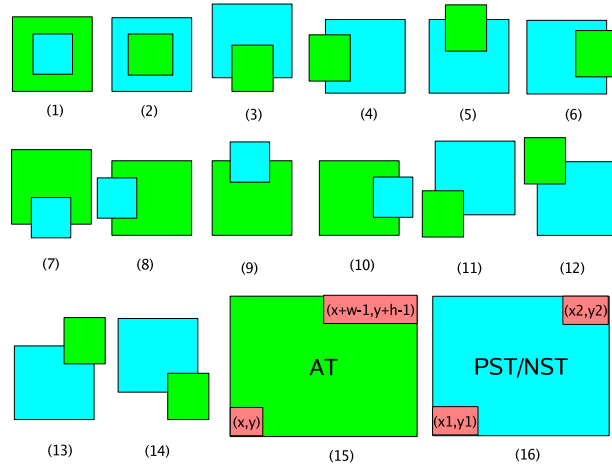 (1) (2) (3) (4) (5) (6)
(7) (8) (9) (10) (11) (12)
(x+w-1,y+h-1) (x2,y2)
AT PST/NST
(x,y) (x1,y1)
(13) (14) (15) (16)